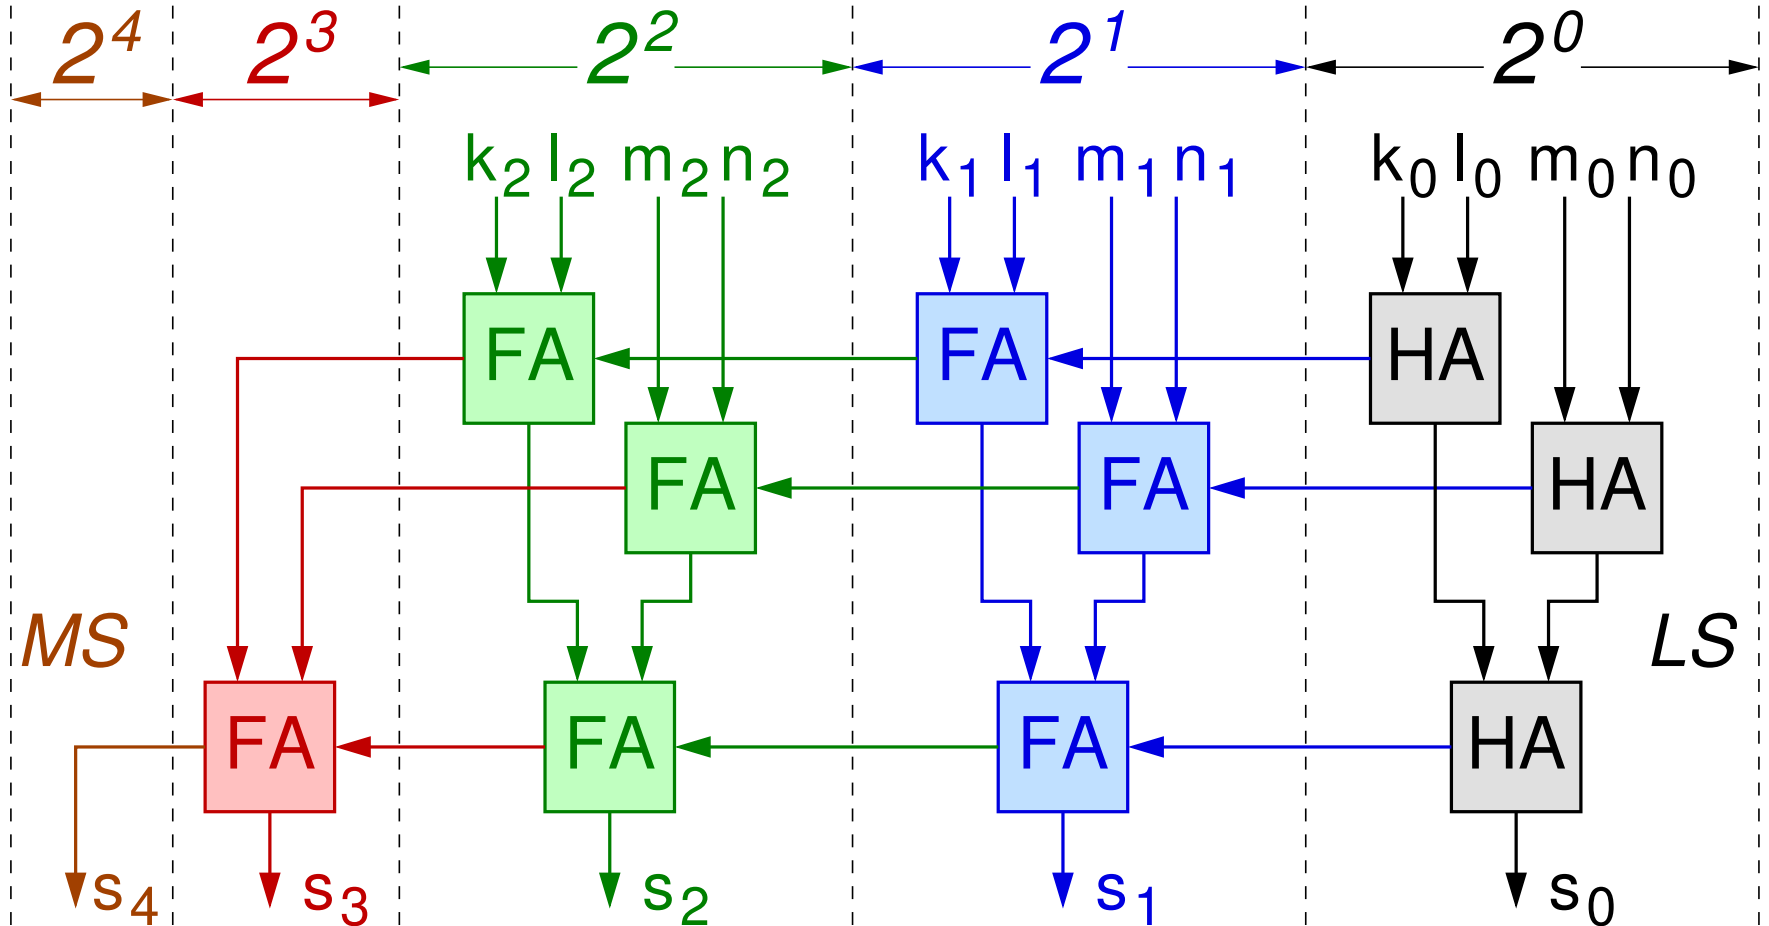 2⁴ 2³ 2² 2¹ 2⁰
k₂ l₂ m₂ n₂ k₁ l₁ m₁ n₁ k₀ l₀ m₀ n₀
FA FA HA
FA FA HA
MS LS
FA FA FA HA
s₄ s₃ s₂ s₁ s₀